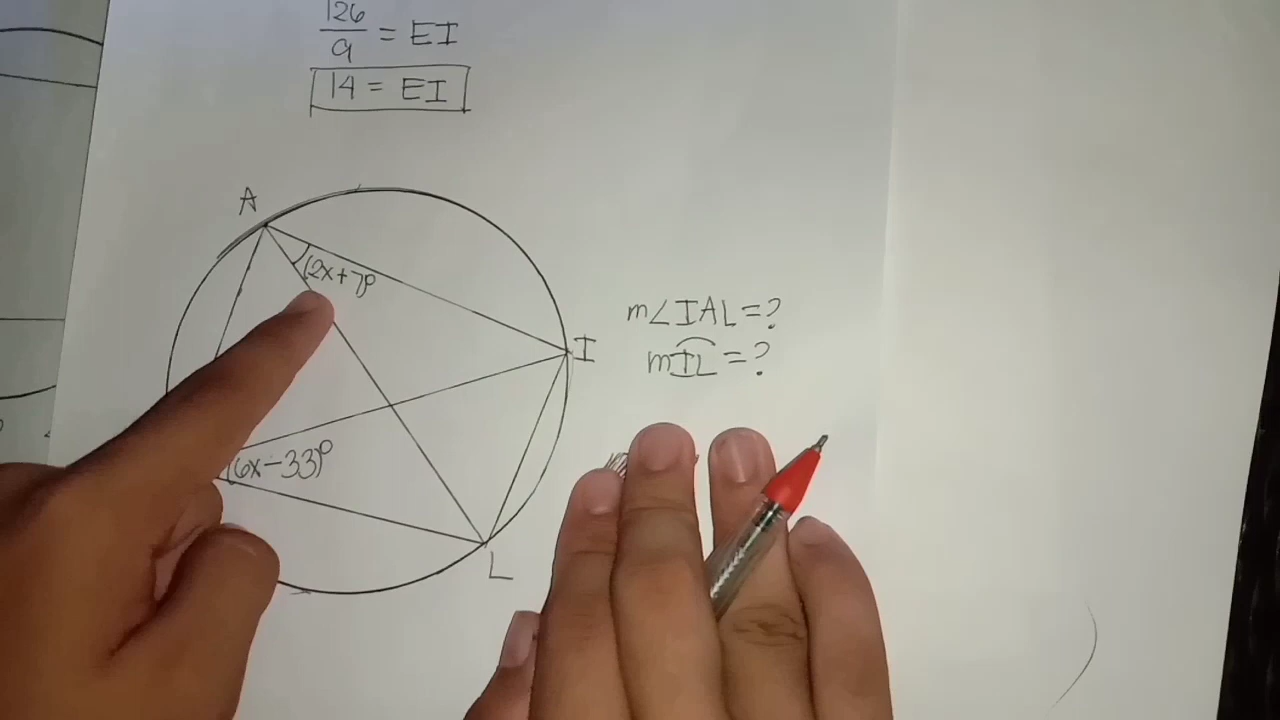 126
9 = EI
14 = EI
A
(2x+7)°
I
m∠IAL=?
mIL=?
(6x-33)°
L